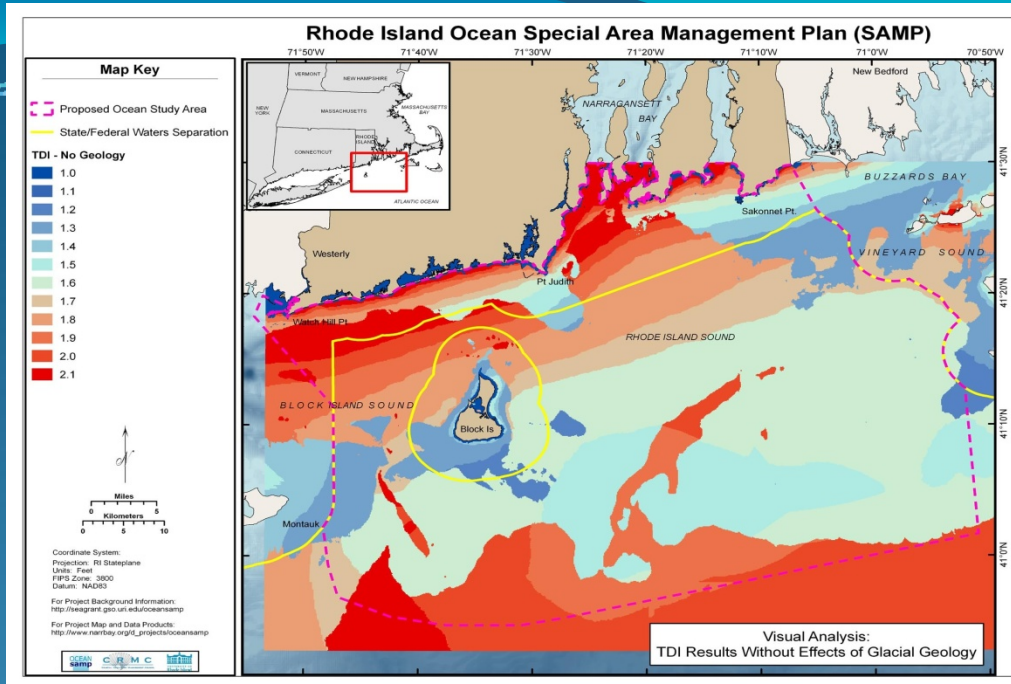 Rhode Island Ocean Special Area Management Plan (SAMP)
71°50'W 71°40'W 71°30'W 71°20'W 71°10'W 71°0'W 70°50'W
Map Key
Proposed Ocean Study Area
State/Federal Waters Separation
TDI - No Geology
1.0
1.1
1.2
1.3
1.4
1.5
1.6
1.7
1.8
1.9
2.0
2.1
N
Miles
0 5
Kilometers
0 5 10
Coordinate System:
Projection: RI Stateplane
Units: Feet
FIPS Zone: 3800
Datum: NAD83
For Project Background Information:
http://seagrant.gso.uri.edu/oceansamp
For Project Map and Data Products:
http://www.narrbay.org/d_projects/oceansamp
OCEAN
samp
CRMC
VERMONT
NEW HAMPSHIRE
NEW
YORK
MASSACHUSETTS
MASSACHUSETTS
BAY
CONNECTICUT
RHODE
ISLAND
ATLANTIC OCEAN
NARRAGANSETT
BAY
New Bedford
BUZZARDS BAY
Sakonnet Pt.
VINEYARD SOUND
Westerly
Pt Judith
Watch Hill Pt.
RHODE ISLAND SOUND
BLOCK ISLAND SOUND
Block Is
Montauk
41°30'N
41°20'N
41°10'N
41°0'N
Visual Analysis:
TDI Results Without Effects of Glacial Geology